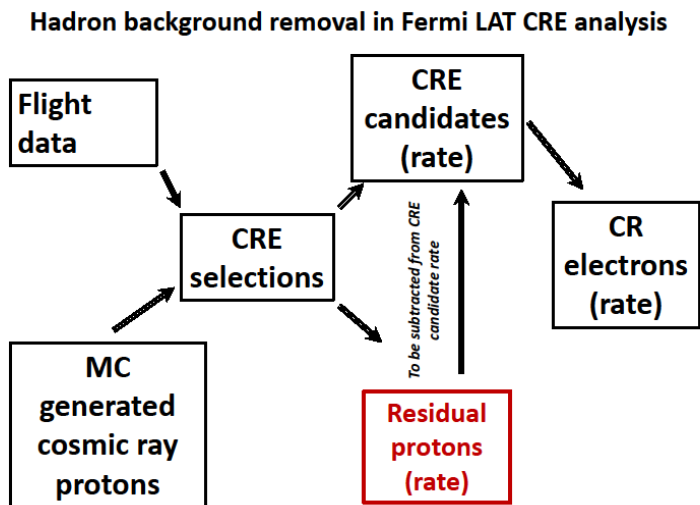 Hadron background removal in Fermi LAT CRE analysis
Flight
data
CRE
candidates
(rate)
CRE
selections
To be subtracted from CRE
candidate rate
CR
electrons
(rate)
MC
generated
cosmic ray
protons
Residual
protons
(rate)